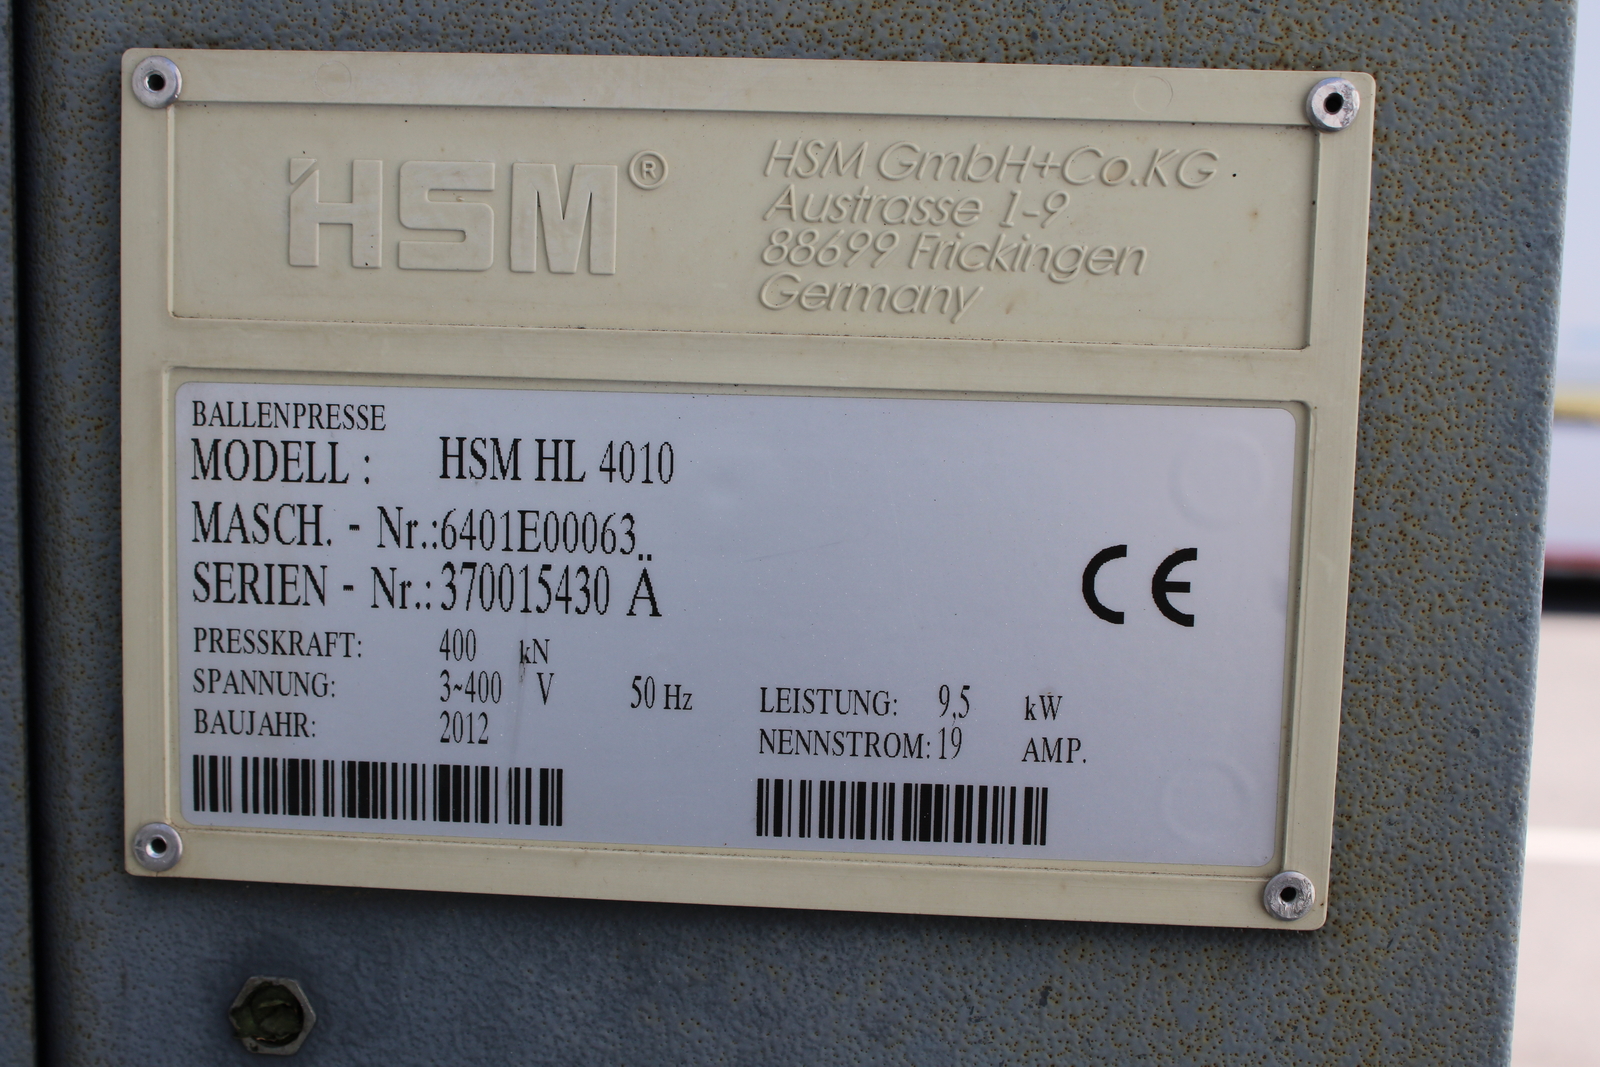 HSM®
HSM GmbH+Co.KG
Austrasse 1-9
88699 Frickingen
Germany
BALLENPRESSE
MODELL : HSM HL 4010
MASCH. - Nr.:6401E00063
SERIEN - Nr.: 370015430 Ä
PRESSKRAFT: 400 kN
SPANNUNG: 3~400 V 50 Hz LEISTUNG: 9,5 kW
BAUJAHR: 2012 NENNSTROM: 19 AMP.
CE